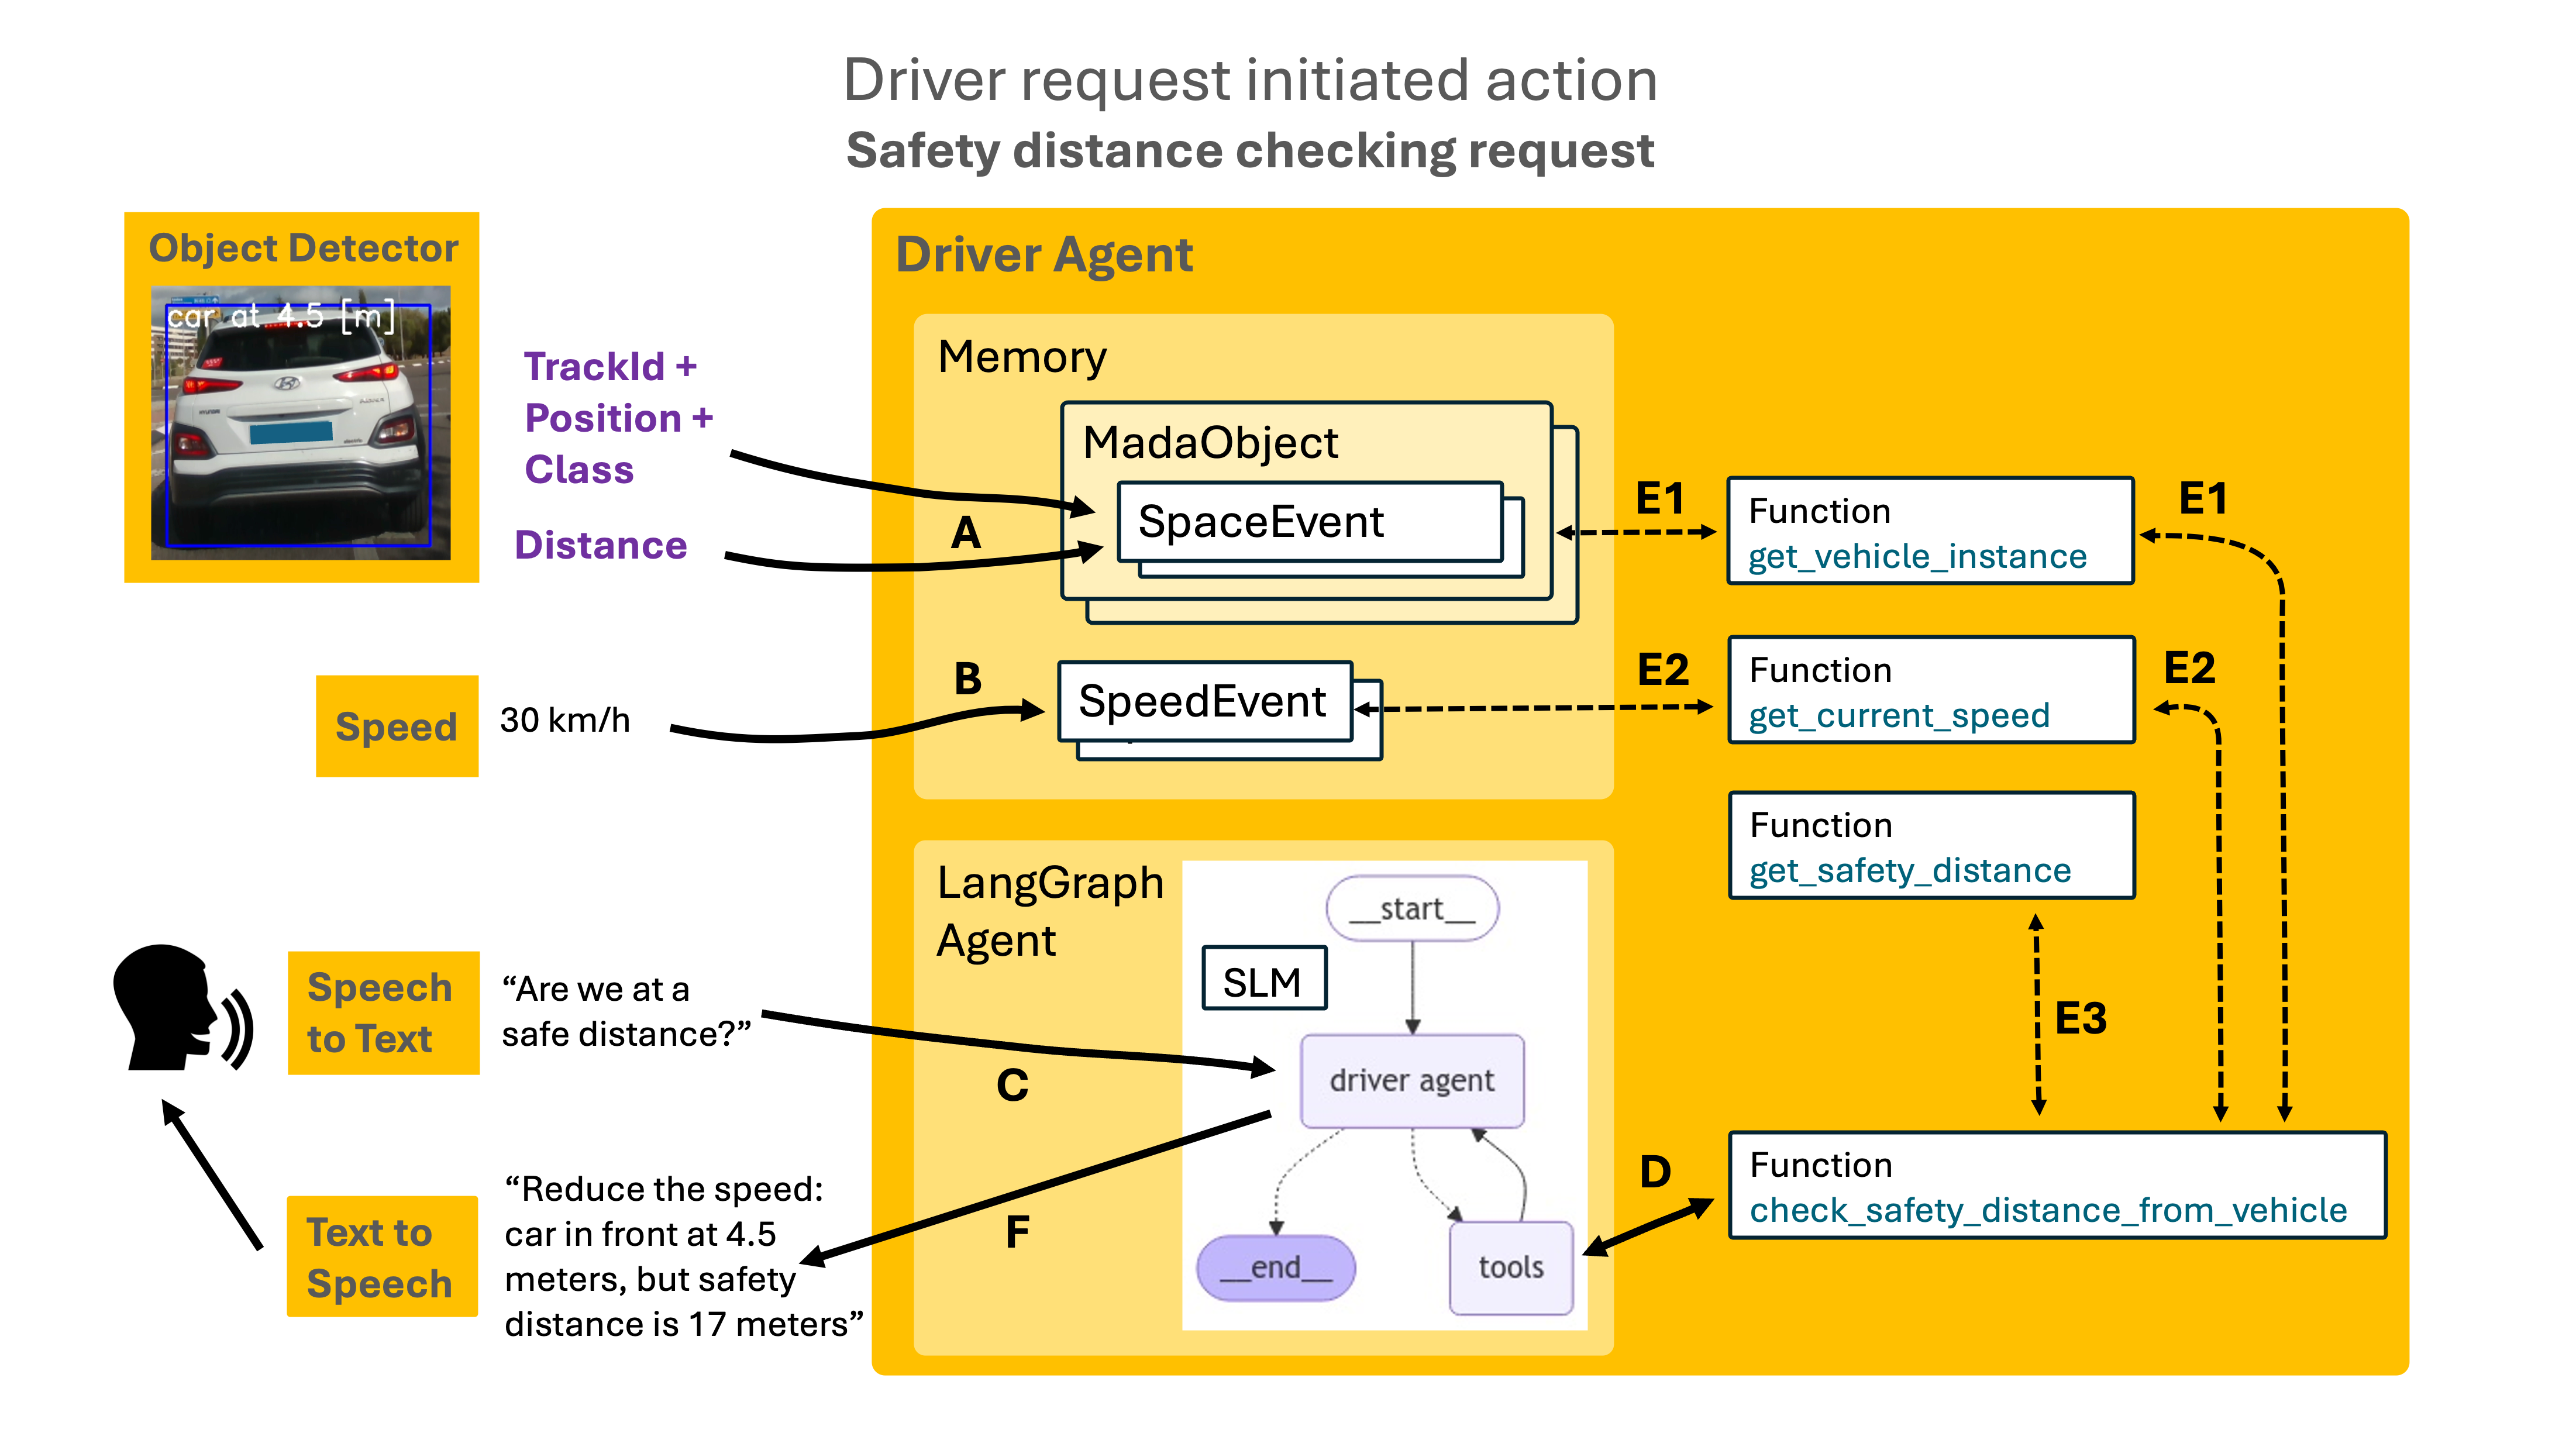 Driver request initiated action
Safety distance checking request
Object Detector
car at 4.5 [m]
TrackId +
Position +
Class
Distance
Speed
30 km/h
Speech
to Text
“Are we at a
safe distance?”
Text to
Speech
“Reduce the speed:
car in front at 4.5
meters, but safety
distance is 17 meters”
Driver Agent
Memory
MadaObject
SpaceEvent
A
SpeedEvent
B
E1
Function
get_vehicle_instance
E1
E2
Function
get_current_speed
E2
Function
get_safety_distance
E3
LangGraph
Agent
SLM
__start__
driver agent
__end__
tools
C
F
D
Function
check_safety_distance_from_vehicle